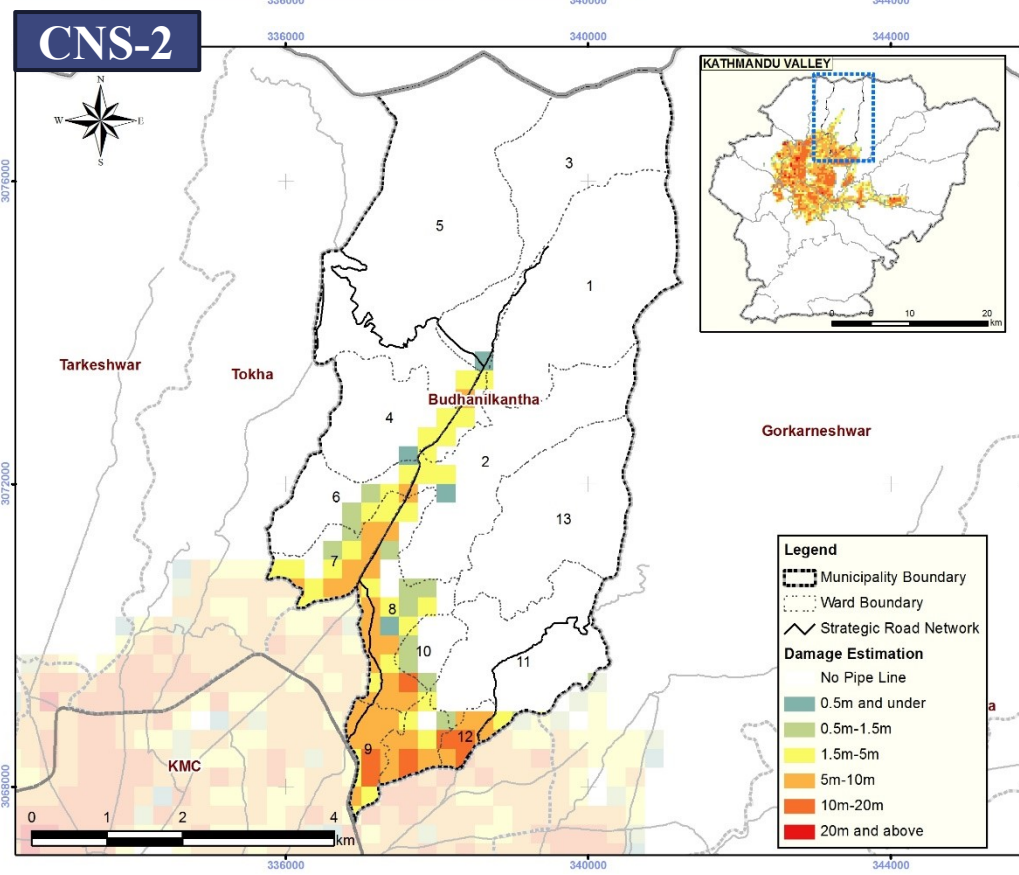 336000
340000
344000
CNS-2
N
W
E
S
KATHMANDU VALLEY
0
5
10
20
km
3076000
3
5
1
Tarkeshwar
Tokha
Budhanilkantha
4
Gorkarneshwar
2
3072000
6
13
7
8
10
11
12
9
KMC
a
3068000
Legend
Municipality Boundary
Ward Boundary
Strategic Road Network
Damage Estimation
No Pipe Line
0.5m and under
0.5m-1.5m
1.5m-5m
5m-10m
10m-20m
20m and above
0
1
2
4
km
336000
340000
344000